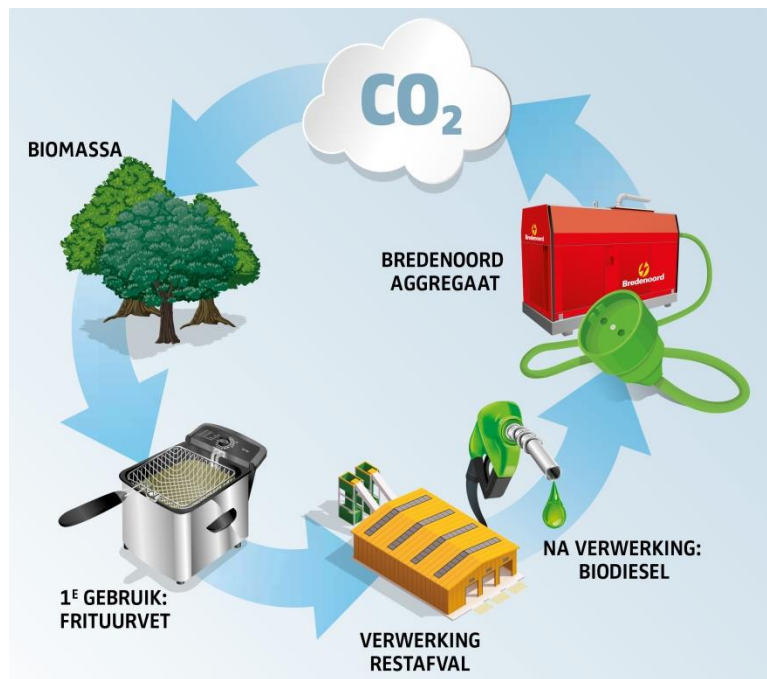 CO₂
BIOMASSA
BREDENOORD
AGGREGAAT
Bredenoord
Bredenoord
1ᴱ GEBRUIK:
FRITUURVET
VERWERKING
RESTAFVAL
NA VERWERKING:
BIODIESEL